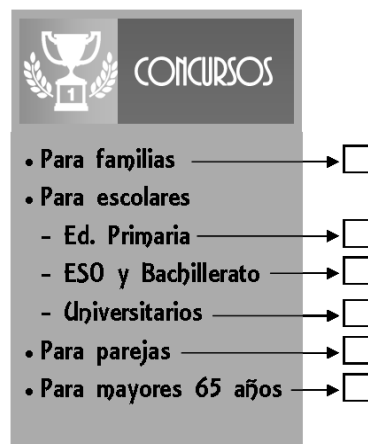 1
CONCURSOS
• Para familias
• Para escolares
- Ed. Primaria
- ESO y Bachillerato
- Universitarios
• Para parejas
• Para mayores 65 años